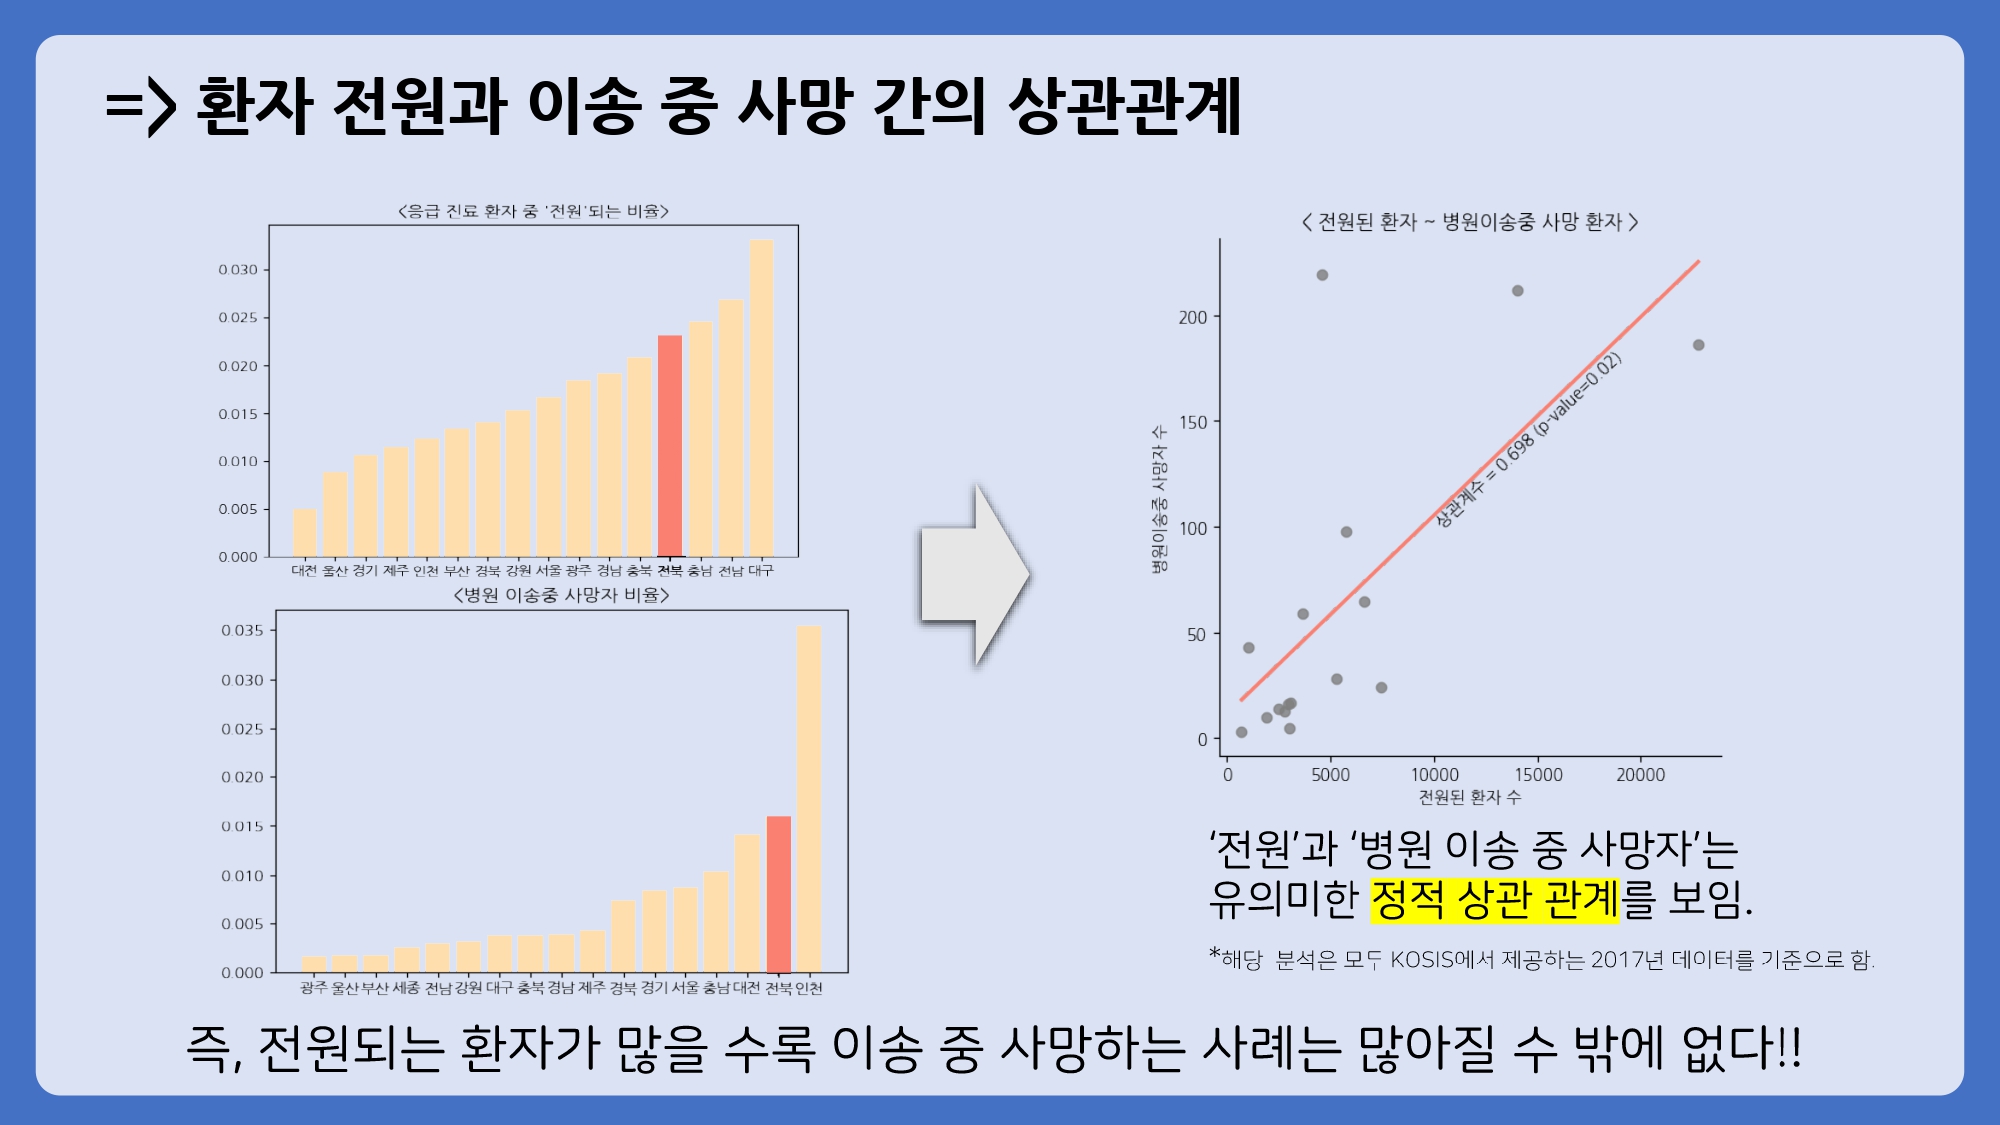 => 환자 전원과 이송 중 사망 간의 상관관계
<응급 진료 환자 중 '전원'되는 비율>
0.030
0.025
0.020
0.015
0.010
0.005
0.000
대전 울산 경기 제주 인천 부산 경북 강원 서울 광주 경남 충북 전북 충남 전남 대구
<병원 이송중 사망자 비율>
0.035
0.030
0.025
0.020
0.015
0.010
0.005
0.000
광주 울산 부산 세종 전남 강원 대구 충북 경남 제주 경북 경기 서울 충남 대전 전북 인천
< 전원된 환자 ~ 병원이송중 사망 환자 >
병원이송중 사망자 수
200
150
100
50
0
상관계수 = 0.698 (p-value=0.02)
0 5000 10000 15000 20000
전원된 환자 수
‘전원’과 ‘병원 이송 중 사망자’는
유의미한 정적 상관 관계를 보임.
*해당 분석은 모두 KOSIS에서 제공하는 2017년 데이터를 기준으로 함.
즉, 전원되는 환자가 많을 수록 이송 중 사망하는 사례는 많아질 수 밖에 없다!!